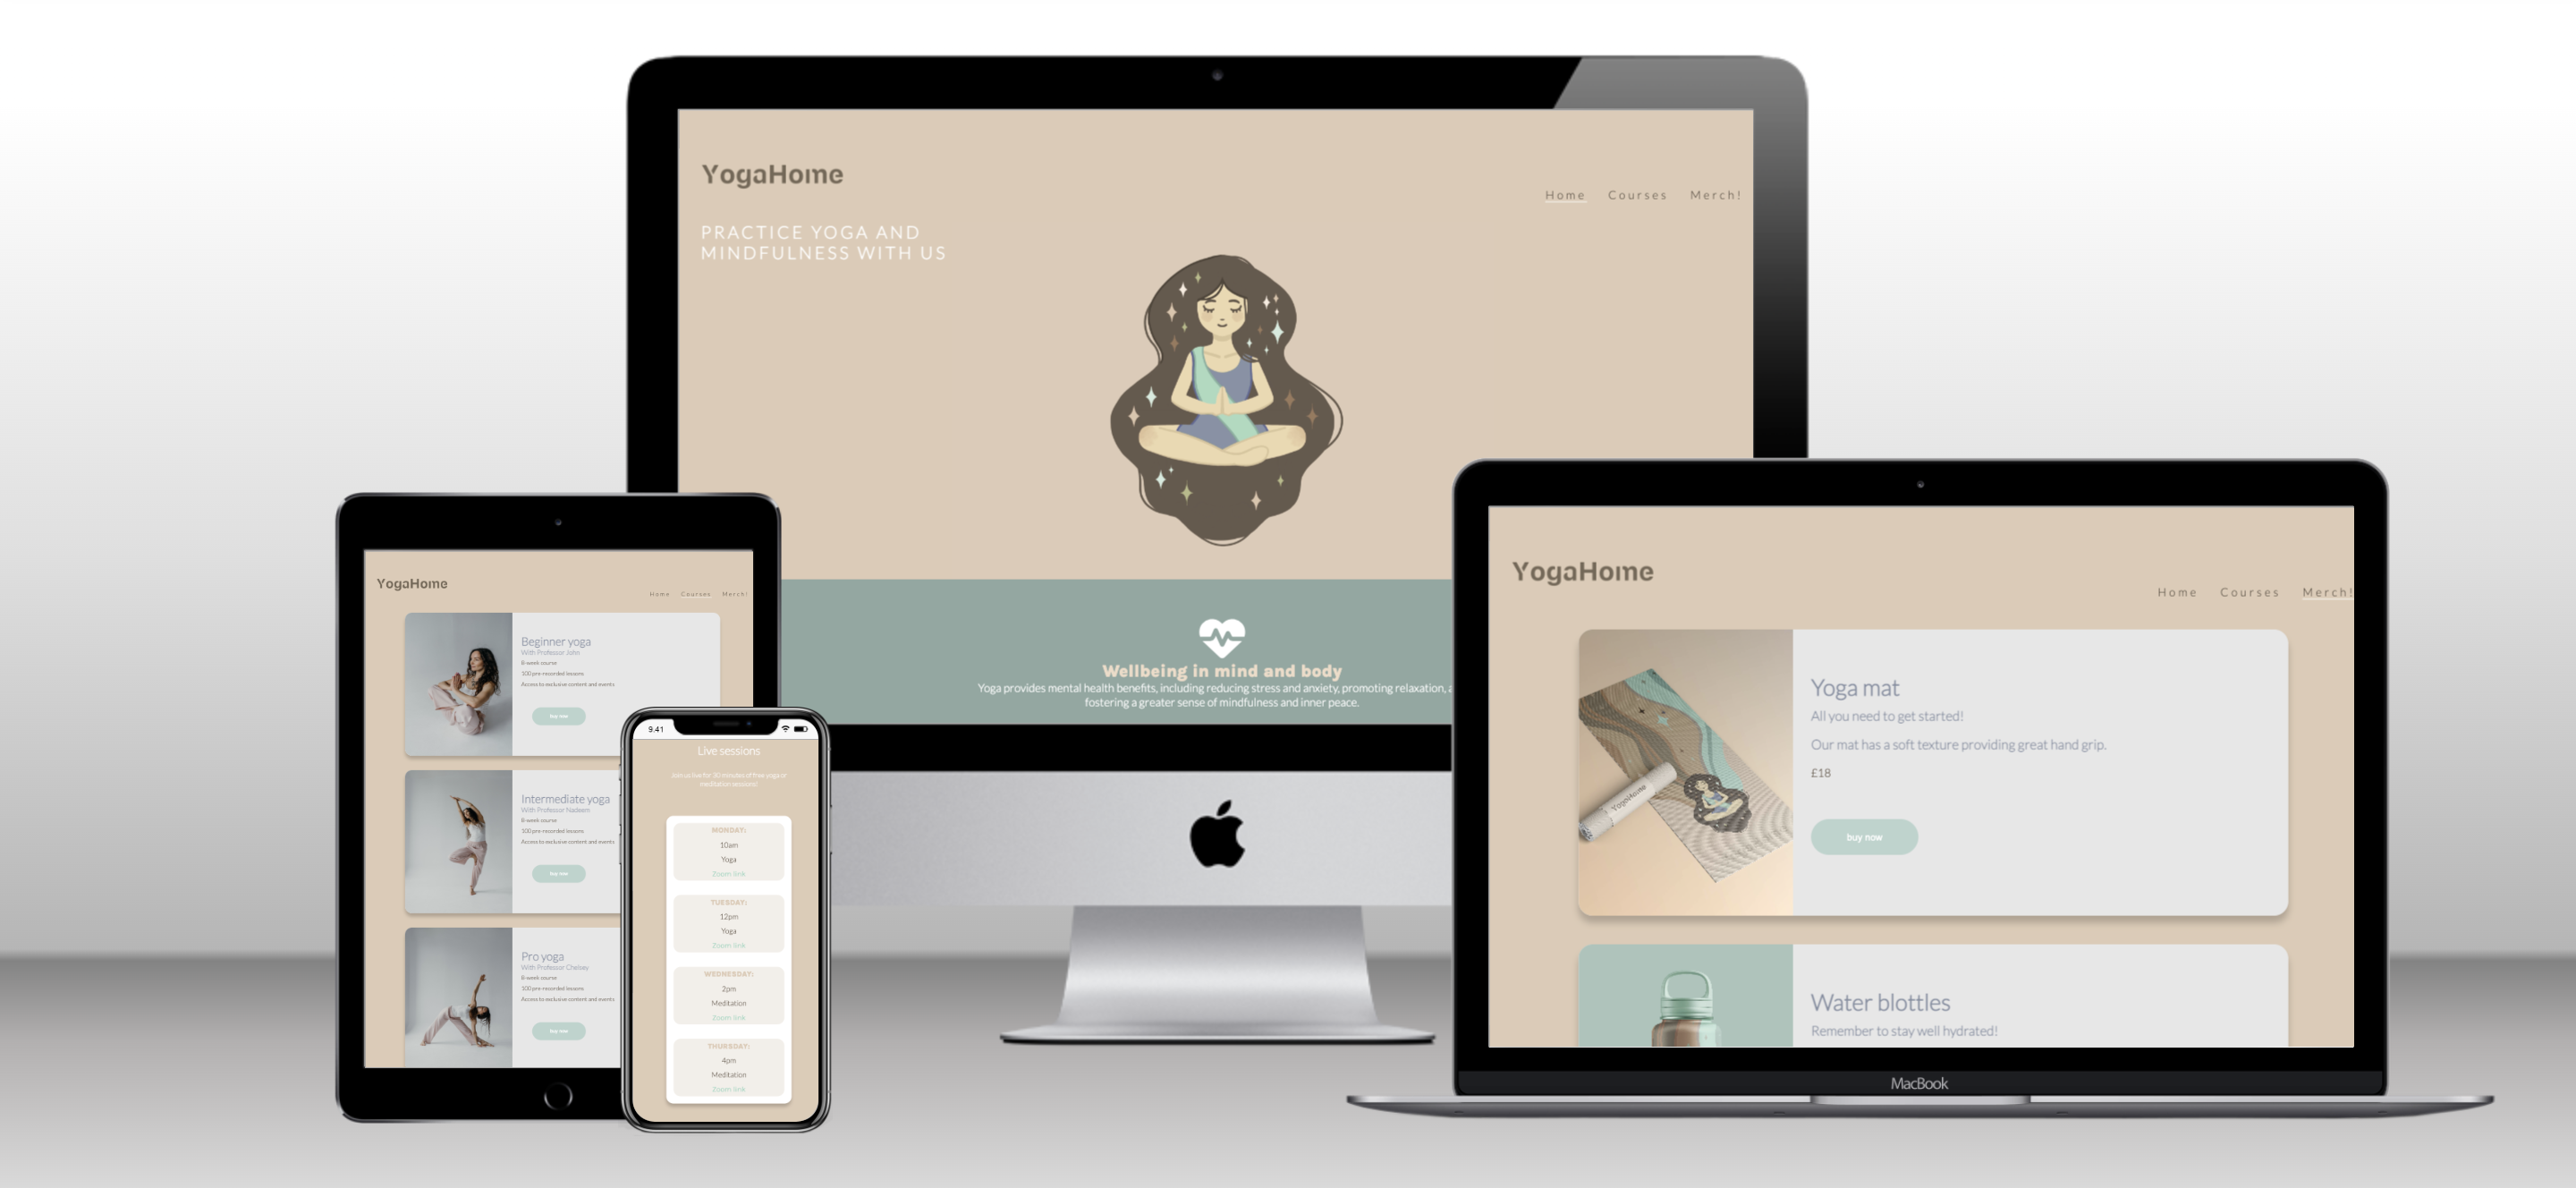 YogaHome
Home Courses Merch!
PRACTICE YOGA AND
MINDFULNESS WITH US
Wellbeing in mind and body
Yoga provides mental health benefits, including reducing stress and anxiety, promoting relaxation,
fostering a greater sense of mindfulness and inner peace.
YogaHome
Home Courses Merch!
Beginner yoga
With Professor John
8-week course
100 pre-recorded lessons
Access to exclusive content and events
buy now
Intermediate yoga
With Professor Nadeem
8-week course
100 pre-recorded lessons
Access to exclusive content and events
buy now
Pro yoga
With Professor Chelsey
8-week course
100 pre-recorded lessons
Access to exclusive content and events
buy now
9:41
Live sessions
Join us live for 30 minutes of free yoga or
meditation sessions!
MONDAY:
10am
Yoga
Zoom link
TUESDAY:
12pm
Yoga
Zoom link
WEDNESDAY:
2pm
Meditation
Zoom link
THURSDAY:
4pm
Meditation
Zoom link
YogaHome
Home Courses Merch!
YogaHome
Yoga mat
All you need to get started!
Our mat has a soft texture providing great hand grip.
£18
buy now
Water blottles
Remember to stay well hydrated!
MacBook